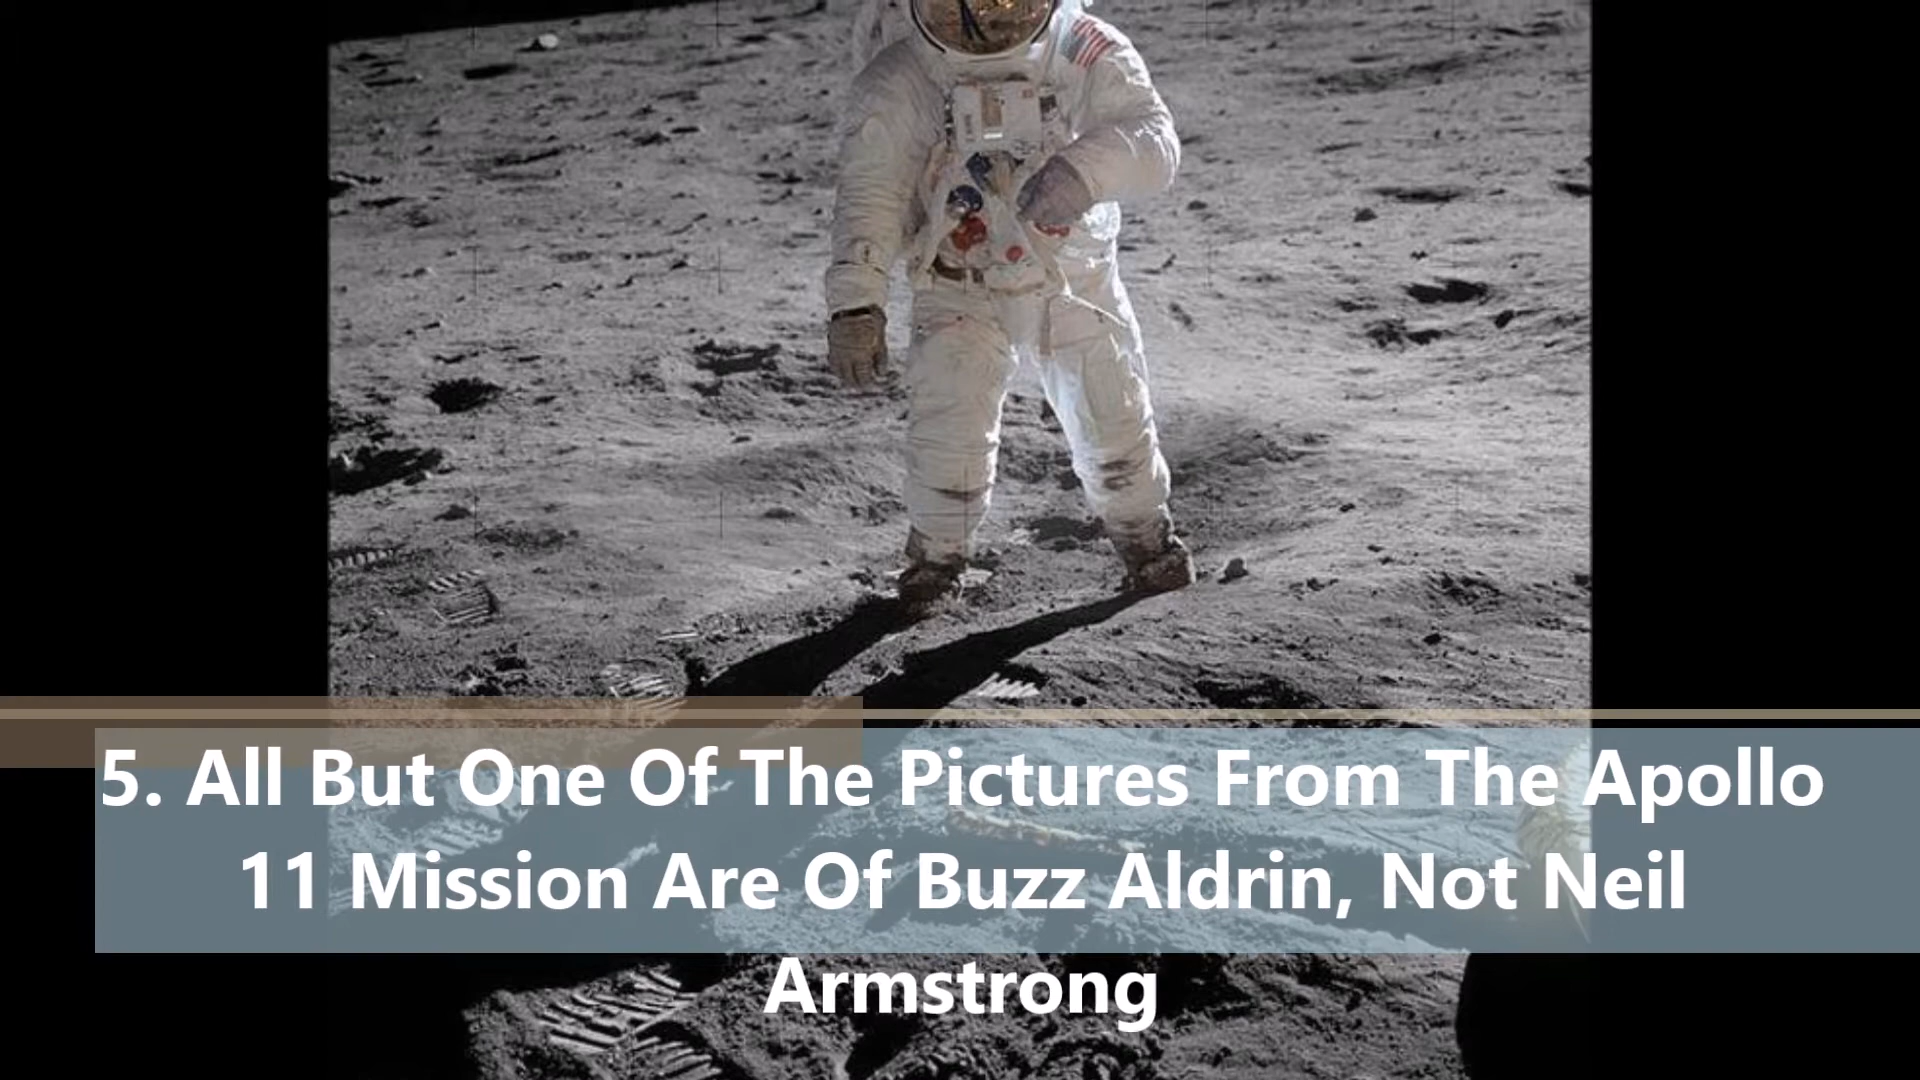 5. All But One Of The Pictures From The Apollo
11 Mission Are Of Buzz Aldrin, Not Neil
Armstrong